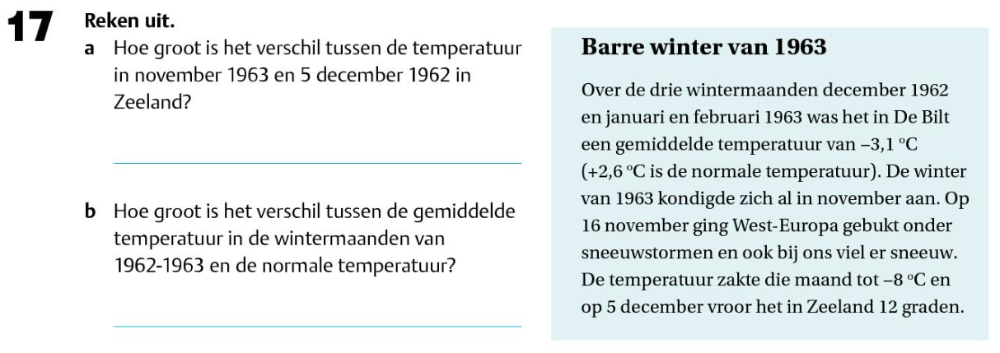 17 Reken uit.
a Hoe groot is het verschil tussen de temperatuur
in november 1963 en 5 december 1962 in
Zeeland?
b Hoe groot is het verschil tussen de gemiddelde
temperatuur in de wintermaanden van
1962-1963 en de normale temperatuur?
Barre winter van 1963
Over de drie wintermaanden december 1962
en januari en februari 1963 was het in De Bilt
een gemiddelde temperatuur van –3,1 °C
(+2,6 °C is de normale temperatuur). De winter
van 1963 kondigde zich al in november aan. Op
16 november ging West-Europa gebukt onder
sneeuwstormen en ook bij ons viel er sneeuw.
De temperatuur zakte die maand tot –8 °C en
op 5 december vroor het in Zeeland 12 graden.